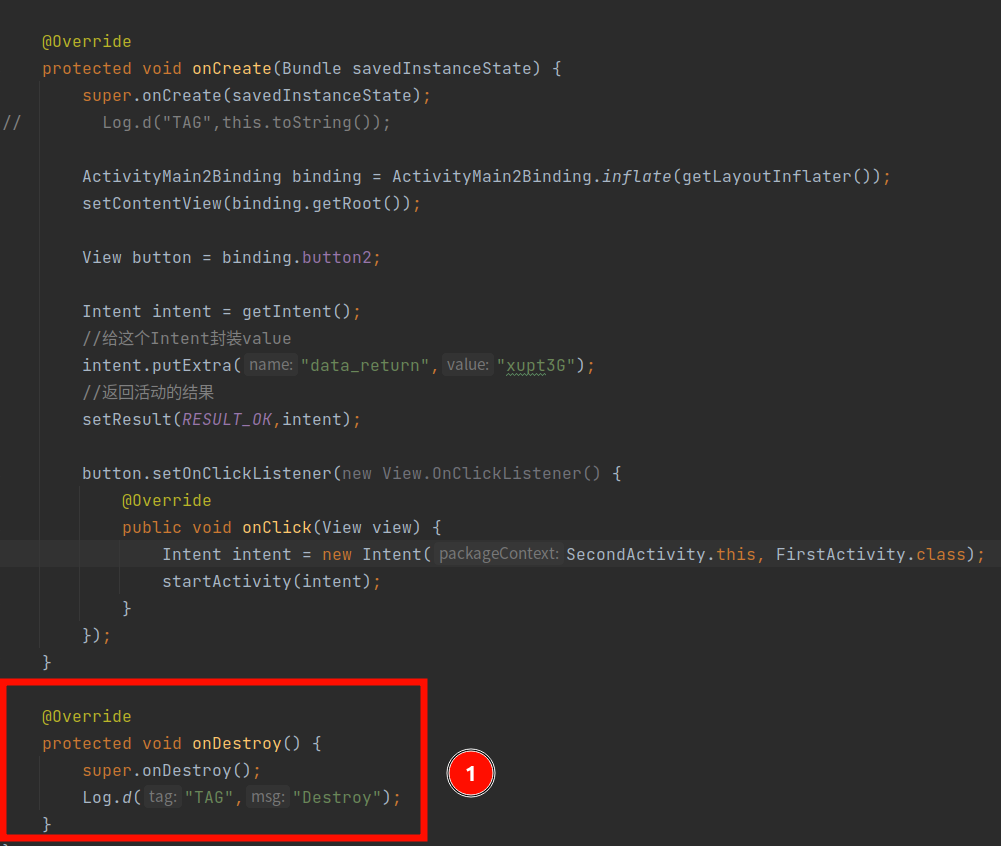 @Override
protected void onCreate(Bundle savedInstanceState) {
super.onCreate(savedInstanceState);
// Log.d("TAG",this.toString());
ActivityMain2Binding binding = ActivityMain2Binding.inflate(getLayoutInflater());
setContentView(binding.getRoot());
View button = binding.button2;
Intent intent = getIntent();
//给这个Intent封装value
intent.putExtra( name: "data_return", value: "xupt3G");
//返回活动的结果
setResult(RESULT_OK,intent);
button.setOnClickListener(new View.OnClickListener() {
@Override
public void onClick(View view) {
Intent intent = new Intent( packageContext: SecondActivity.this, FirstActivity.class);
startActivity(intent);
}
});
}
@Override
protected void onDestroy() {
super.onDestroy();
Log.d( tag: "TAG", msg: "Destroy");
}
1